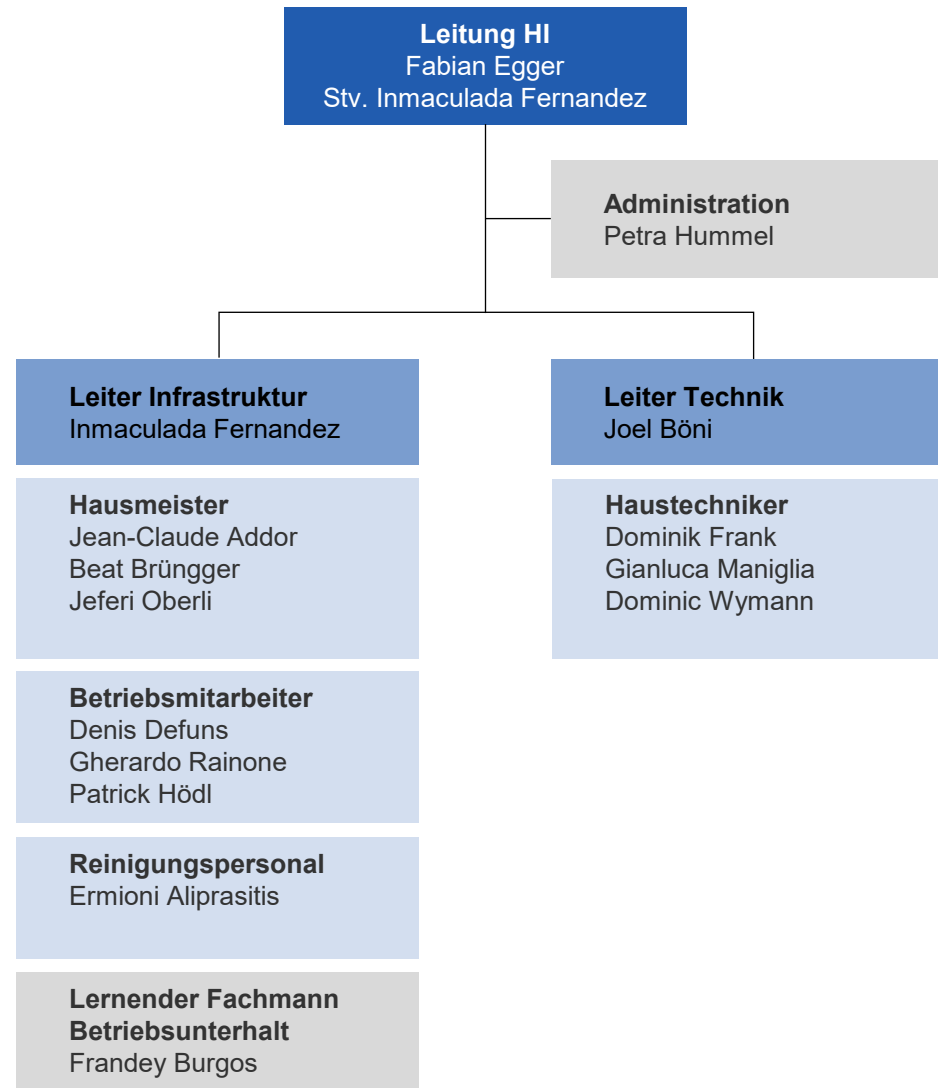 Leitung HI
Fabian Egger
Stv. Inmaculada Fernandez
Administration
Petra Hummel
Leiter Infrastruktur
Inmaculada Fernandez
Hausmeister
Jean-Claude Addor
Beat Brüngger
Jeferi Oberli
Betriebsmitarbeiter
Denis Defuns
Gherardo Rainone
Patrick Hödl
Reinigungspersonal
Ermioni Aliprasitis
Lernender Fachmann
Betriebsunterhalt
Frandey Burgos
Leiter Technik
Joel Böni
Haustechniker
Dominik Frank
Gianluca Maniglia
Dominic Wymann